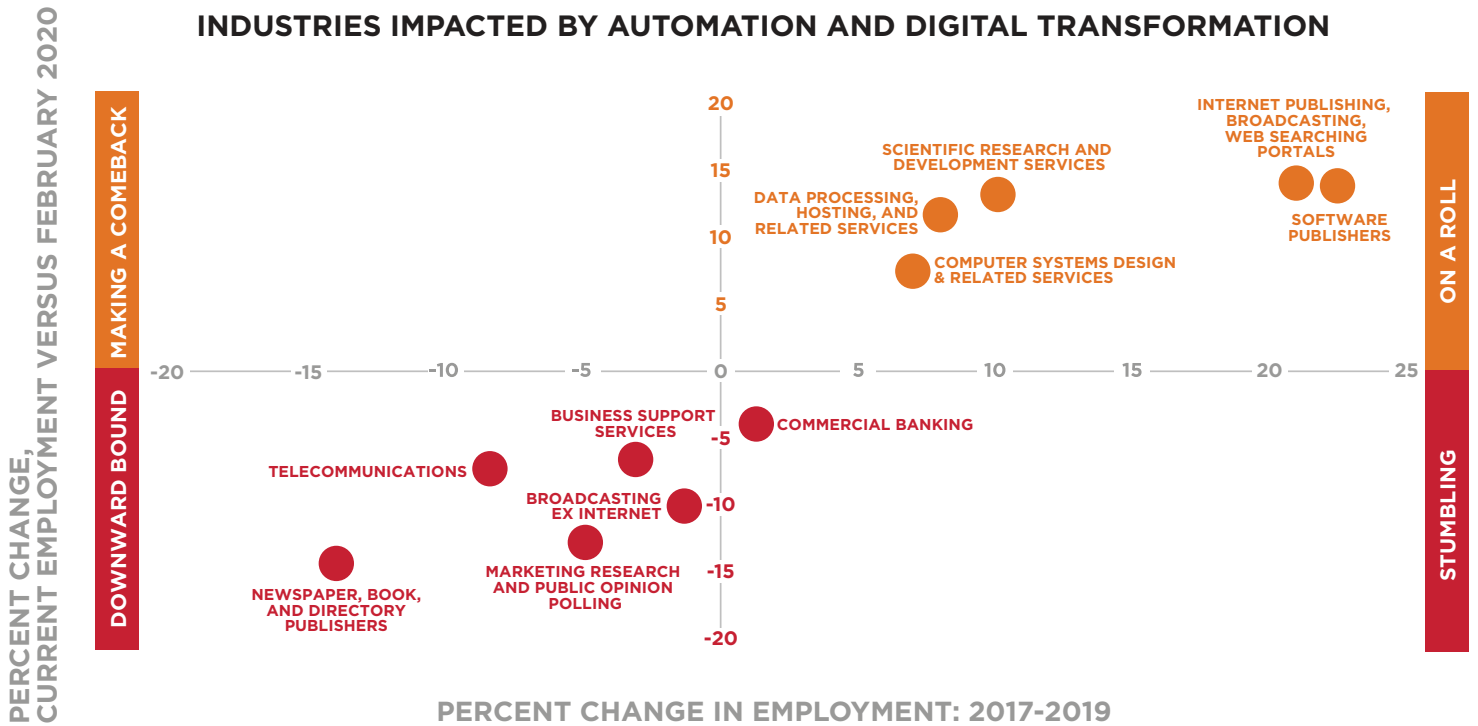 INDUSTRIES IMPACTED BY AUTOMATION AND DIGITAL TRANSFORMATION
PERCENT CHANGE,
CURRENT EMPLOYMENT VERSUS FEBRUARY 2020
MAKING A COMEBACK
DOWNWARD BOUND
ON A ROLL
STUMBLING
20
15
10
5
-20
-15
-10
-5
0
5
10
15
20
25
-5
-10
-15
-20
INTERNET PUBLISHING,
BROADCASTING,
WEB SEARCHING
PORTALS
SOFTWARE
PUBLISHERS
SCIENTIFIC RESEARCH AND
DEVELOPMENT SERVICES
DATA PROCESSING,
HOSTING, AND
RELATED SERVICES
COMPUTER SYSTEMS DESIGN
& RELATED SERVICES
BUSINESS SUPPORT
SERVICES
COMMERCIAL BANKING
TELECOMMUNICATIONS
BROADCASTING
EX INTERNET
MARKETING RESEARCH
AND PUBLIC OPINION
POLLING
NEWSPAPER, BOOK,
AND DIRECTORY
PUBLISHERS
PERCENT CHANGE IN EMPLOYMENT: 2017-2019